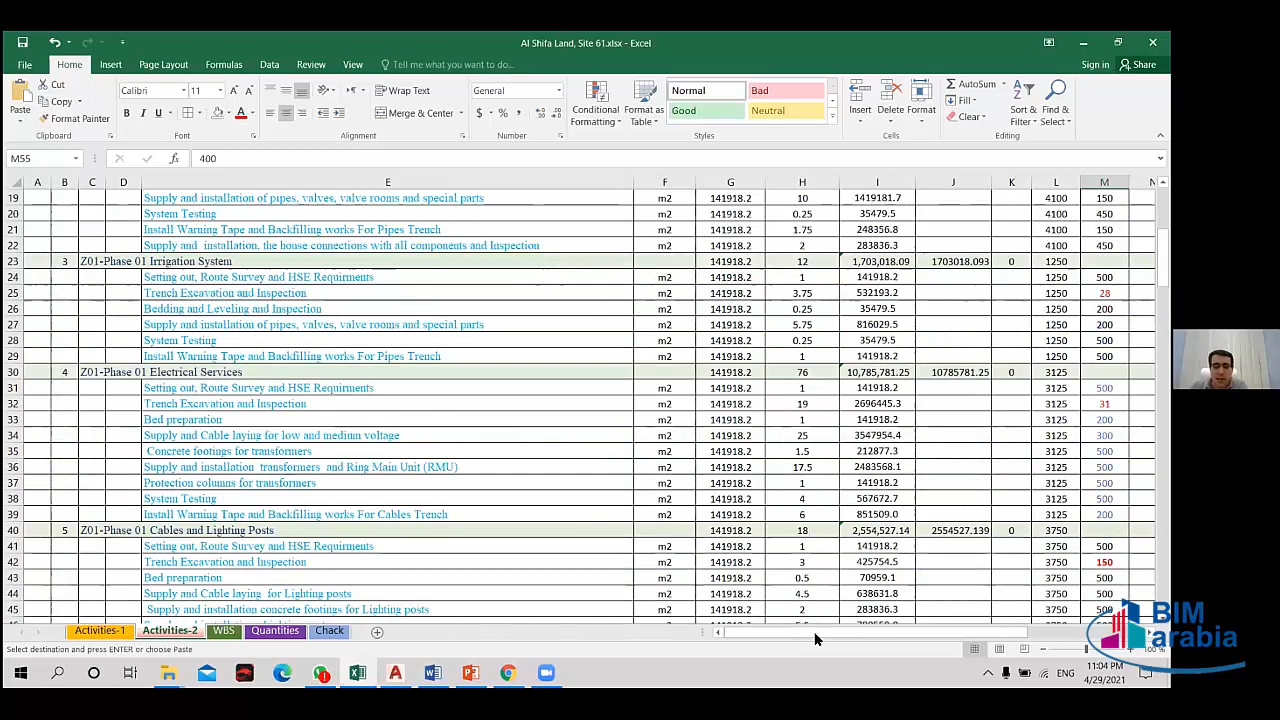 Al Shifa Land, Site 61.xlsx - Excel
File Home Insert Page Layout Formulas Data Review View Tell me what you want to do... Sign in Share
Cut Calibri 11 Wrap Text General Normal Bad AutoSum
Copy Fill
Paste Format Painter Merge & Center Conditional Formatting Format as Table Good Neutral Insert Delete Format Clear Sort & Filter Find & Select
Clipboard Font Alignment Number Styles Cells Editing
M55 400
A B C D E F G H I J K L M N
19 Supply and installation of pipes, valves, valve rooms and special parts m2 141918.2 10 1419181.7 4100 150
20 System Testing m2 141918.2 0.25 35479.5 4100 450
21 Install Warning Tape and Backfilling works For Pipes Trench m2 141918.2 1.75 248356.8 4100 150
22 Supply and installation, the house connections with all components and Inspection m2 141918.2 2 283836.3 4100 450
23 3 Z01-Phase 01 Irrigation System 141918.2 12 1,703,018.09 1703018.093 0 1250
24 Setting out, Route Survey and HSE Requirments m2 141918.2 1 141918.2 1250 500
25 Trench Excavation and Inspection m2 141918.2 3.75 532193.2 1250 28
26 Bedding and Leveling and Inspection m2 141918.2 0.25 35479.5 1250 200
27 Supply and installation of pipes, valves, valve rooms and special parts m2 141918.2 5.75 816029.5 1250 200
28 System Testing m2 141918.2 0.25 35479.5 1250 500
29 Install Warning Tape and Backfilling works For Pipes Trench m2 141918.2 1 141918.2 1250 500
30 4 Z01-Phase 01 Electrical Services 141918.2 76 10,785,781.25 10785781.25 0 3125
31 Setting out, Route Survey and HSE Requirments m2 141918.2 1 141918.2 3125 500
32 Trench Excavation and Inspection m2 141918.2 19 2696445.3 3125 31
33 Bed preparation m2 141918.2 1 141918.2 3125 200
34 Supply and Cable laying for low and medium voltage m2 141918.2 25 3547954.4 3125 300
35 Concrete footings for transformers m2 141918.2 1.5 212877.3 3125 500
36 Supply and installation transformers and Ring Main Unit (RMU) m2 141918.2 17.5 2483568.1 3125 500
37 Protection columns for transformers m2 141918.2 1 141918.2 3125 500
38 System Testing m2 141918.2 4 567672.7 3125 500
39 Install Warning Tape and Backfilling works For Cables Trench m2 141918.2 6 851509.0 3125 200
40 5 Z01-Phase 01 Cables and Lighting Posts 141918.2 18 2,554,527.14 2554527.139 0 3750
41 Setting out, Route Survey and HSE Requirments m2 141918.2 1 141918.2 3750 500
42 Trench Excavation and Inspection m2 141918.2 3 425754.5 3750 150
43 Bed preparation m2 141918.2 0.5 70959.1 3750 500
44 Supply and Cable laying for Lighting posts m2 141918.2 4.5 638631.8 3750 500
45 Supply and installation concrete footings for Lighting posts m2 141918.2 2 283836.3 3750 500
Activities-1 Activities-2 WBS Quantities Chack
Select destination and press ENTER or choose Paste 100 %
BIM
arabia
ENG 11:04 PM
4/29/2021